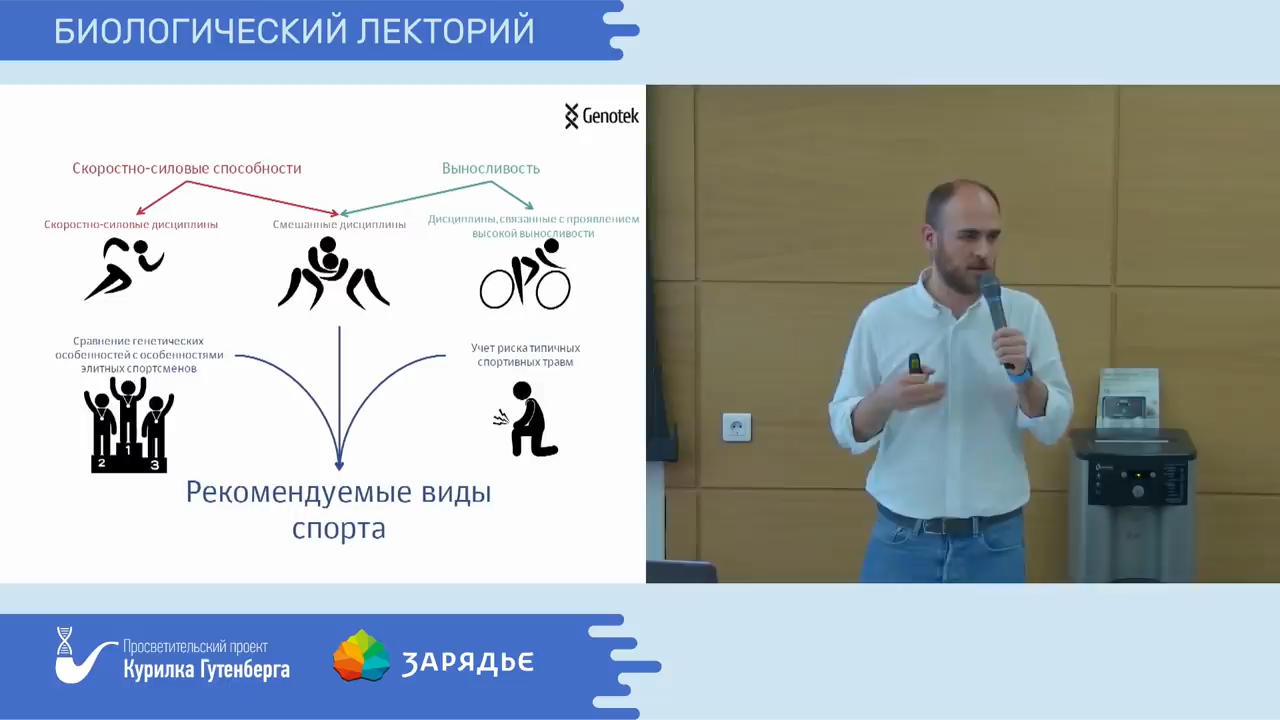 БИОЛОГИЧЕСКИЙ ЛЕКТОРИЙ
Genotek
Скоростно-силовые способности
Выносливость
Скоростно-силовые дисциплины
Смешанные дисциплины
Дисциплины, связанные с проявлением
высокой выносливости
Сравнение генетических
особенностей с особенностями
элитных спортсменов
Учет риска типичных
спортивных травм
1
2
3
Рекомендуемые виды
спорта
Просветительский проект
Курилка Гутенберга
ЗАРЯДЬЕ